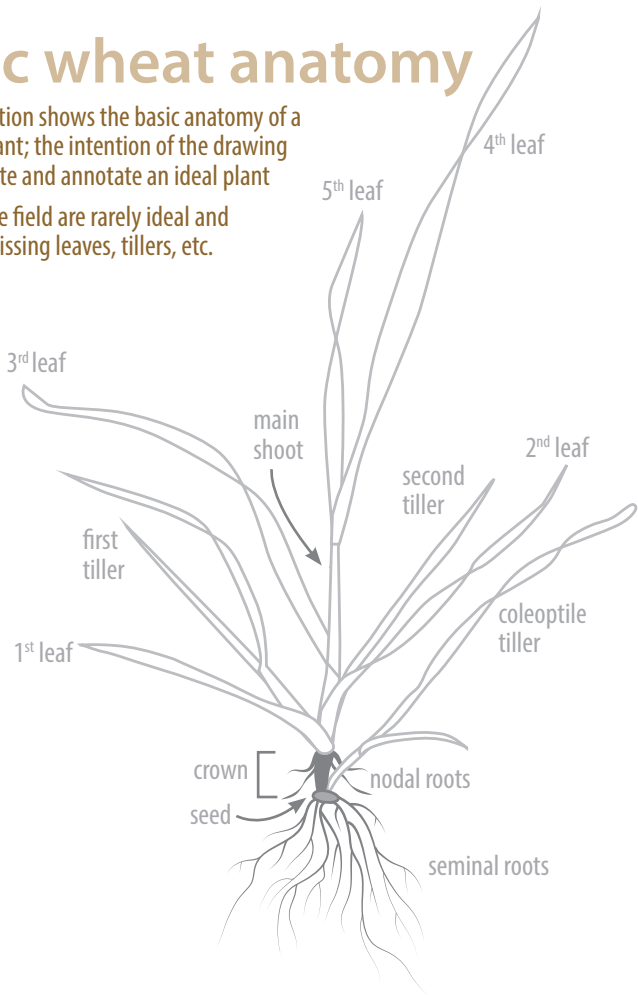 c wheat anatomy
tion shows the basic anatomy of a
ant; the intention of the drawing
te and annotate an ideal plant
e field are rarely ideal and
issing leaves, tillers, etc.
4th leaf
5th leaf
3rd leaf
main
shoot
2nd leaf
second
tiller
first
tiller
coleoptile
tiller
1st leaf
crown
nodal roots
seed
seminal roots